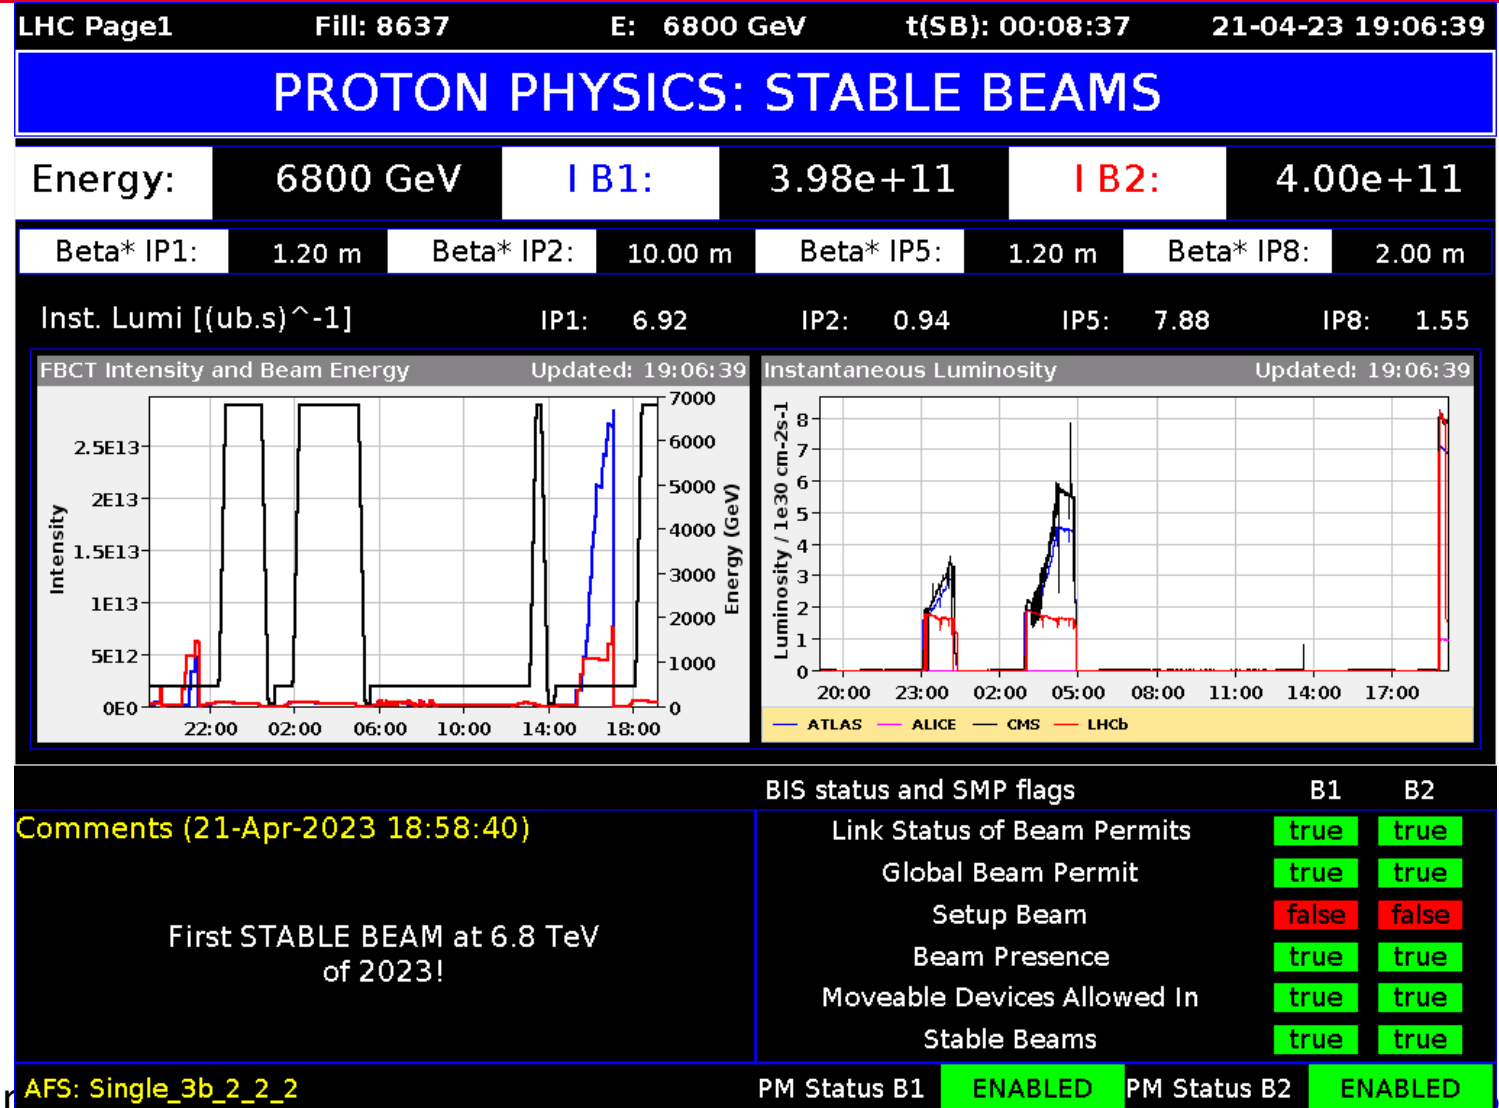 LHC Page1 Fill: 8637 E: 6800 GeV t(SB): 00:08:37 21-04-23 19:06:39
PROTON PHYSICS: STABLE BEAMS
Energy: 6800 GeV I B1: 3.98e+11 I B2: 4.00e+11
Beta* IP1: 1.20 m Beta* IP2: 10.00 m Beta* IP5: 1.20 m Beta* IP8: 2.00 m
Inst. Lumi [(ub.s)^-1] IP1: 6.92 IP2: 0.94 IP5: 7.88 IP8: 1.55
FBCT Intensity and Beam Energy Updated: 19:06:39
Intensity
2.5E13
2E13
1.5E13
1E13
5E12
0E0
7000
6000
5000
4000
3000
2000
1000
0
Energy (GeV)
22:00 02:00 06:00 10:00 14:00 18:00
Instantaneous Luminosity Updated: 19:06:39
Luminosity / 1e30 cm-2s-1
8
7
6
5
4
3
2
1
0
20:00 23:00 02:00 05:00 08:00 11:00 14:00 17:00
ATLAS ALICE CMS LHCb
Comments (21-Apr-2023 18:58:40)
First STABLE BEAM at 6.8 TeV
of 2023!
BIS status and SMP flags B1 B2
Link Status of Beam Permits true true
Global Beam Permit true true
Setup Beam false false
Beam Presence true true
Moveable Devices Allowed In true true
Stable Beams true true
AFS: Single_3b_2_2_2 PM Status B1 ENABLED PM Status B2 ENABLED